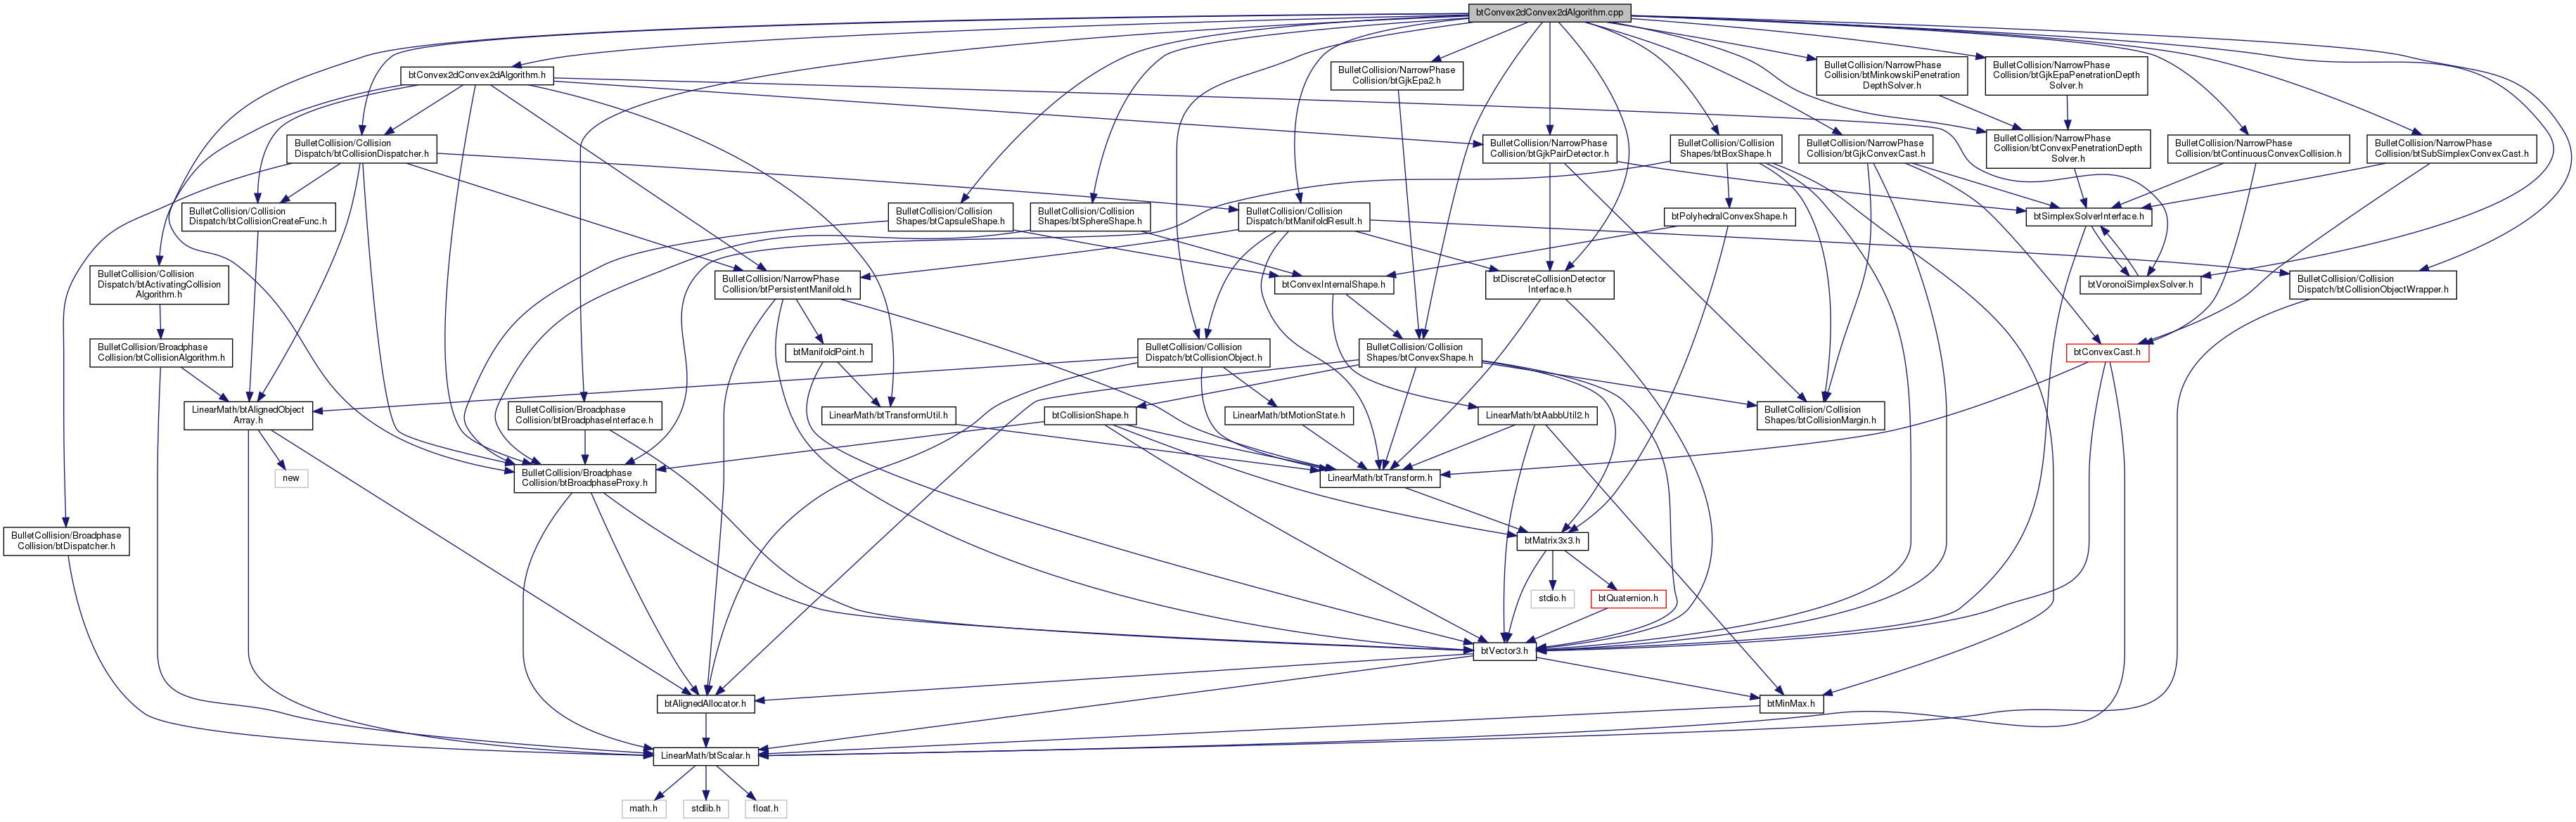 btConvex2dConvex2dAlgorithm.cpp
btConvex2dConvex2dAlgorithm.h
BulletCollision/NarrowPhase
Collision/btGjkEpa2.h
BulletCollision/NarrowPhase
Collision/btMinkowskiPenetration
DepthSolver.h
BulletCollision/NarrowPhase
Collision/btGjkEpaPenetrationDepth
Solver.h
BulletCollision/Collision
Dispatch/btCollisionDispatcher.h
BulletCollision/NarrowPhase
Collision/btGjkPairDetector.h
BulletCollision/Collision
Shapes/btBoxShape.h
BulletCollision/NarrowPhase
Collision/btGjkConvexCast.h
BulletCollision/NarrowPhase
Collision/btConvexPenetrationDepth
Solver.h
BulletCollision/NarrowPhase
Collision/btContinuousConvexCollision.h
BulletCollision/NarrowPhase
Collision/btSubSimplexConvexCast.h
BulletCollision/Collision
Dispatch/btCollisionCreateFunc.h
BulletCollision/Collision
Shapes/btCapsuleShape.h
BulletCollision/Collision
Shapes/btSphereShape.h
BulletCollision/Collision
Dispatch/btManifoldResult.h
btPolyhedralConvexShape.h
btSimplexSolverInterface.h
BulletCollision/Collision
Dispatch/btActivatingCollision
Algorithm.h
BulletCollision/NarrowPhase
Collision/btPersistentManifold.h
btConvexInternalShape.h
btDiscreteCollisionDetector
Interface.h
btVoronoiSimplexSolver.h
BulletCollision/Collision
Dispatch/btCollisionObjectWrapper.h
BulletCollision/Broadphase
Collision/btCollisionAlgorithm.h
btManifoldPoint.h
BulletCollision/Collision
Dispatch/btCollisionObject.h
BulletCollision/Collision
Shapes/btConvexShape.h
btConvexCast.h
LinearMath/btAlignedObject
Array.h
BulletCollision/Broadphase
Collision/btBroadphaseInterface.h
LinearMath/btTransformUtil.h
btCollisionShape.h
LinearMath/btMotionState.h
LinearMath/btAabbUtil2.h
BulletCollision/Collision
Shapes/btCollisionMargin.h
new
BulletCollision/Broadphase
Collision/btBroadphaseProxy.h
LinearMath/btTransform.h
BulletCollision/Broadphase
Collision/btDispatcher.h
btMatrix3x3.h
stdio.h
btQuaternion.h
btVector3.h
btAlignedAllocator.h
btMinMax.h
LinearMath/btScalar.h
math.h
stdlib.h
float.h